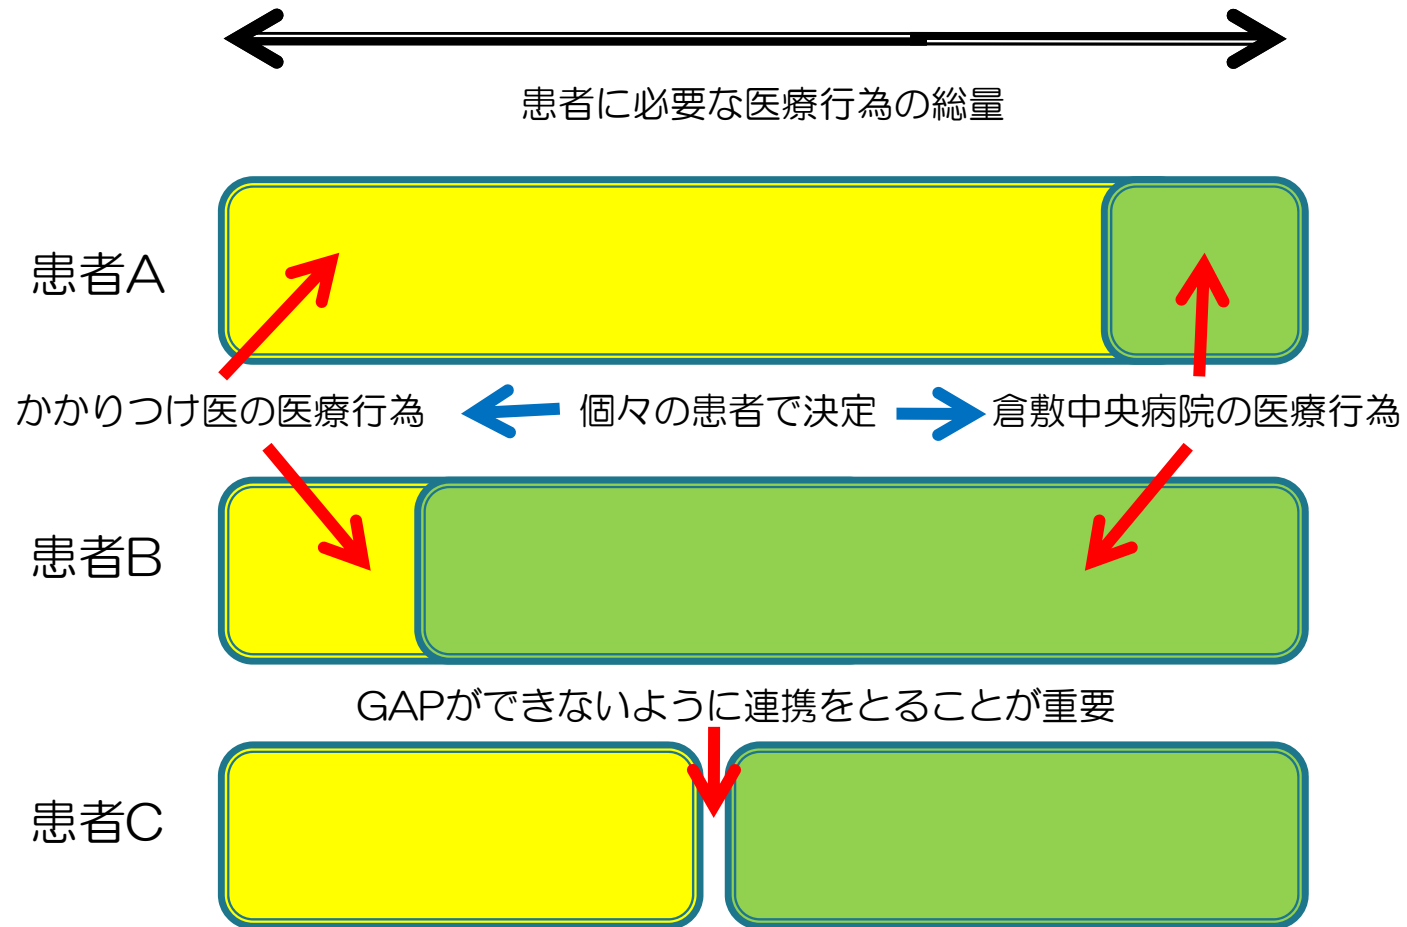 患者に必要な医療行為の総量
患者A
かかりつけ医の医療行為
個々の患者で決定
倉敷中央病院の医療行為
患者B
GAPができないように連携をとることが重要
患者C